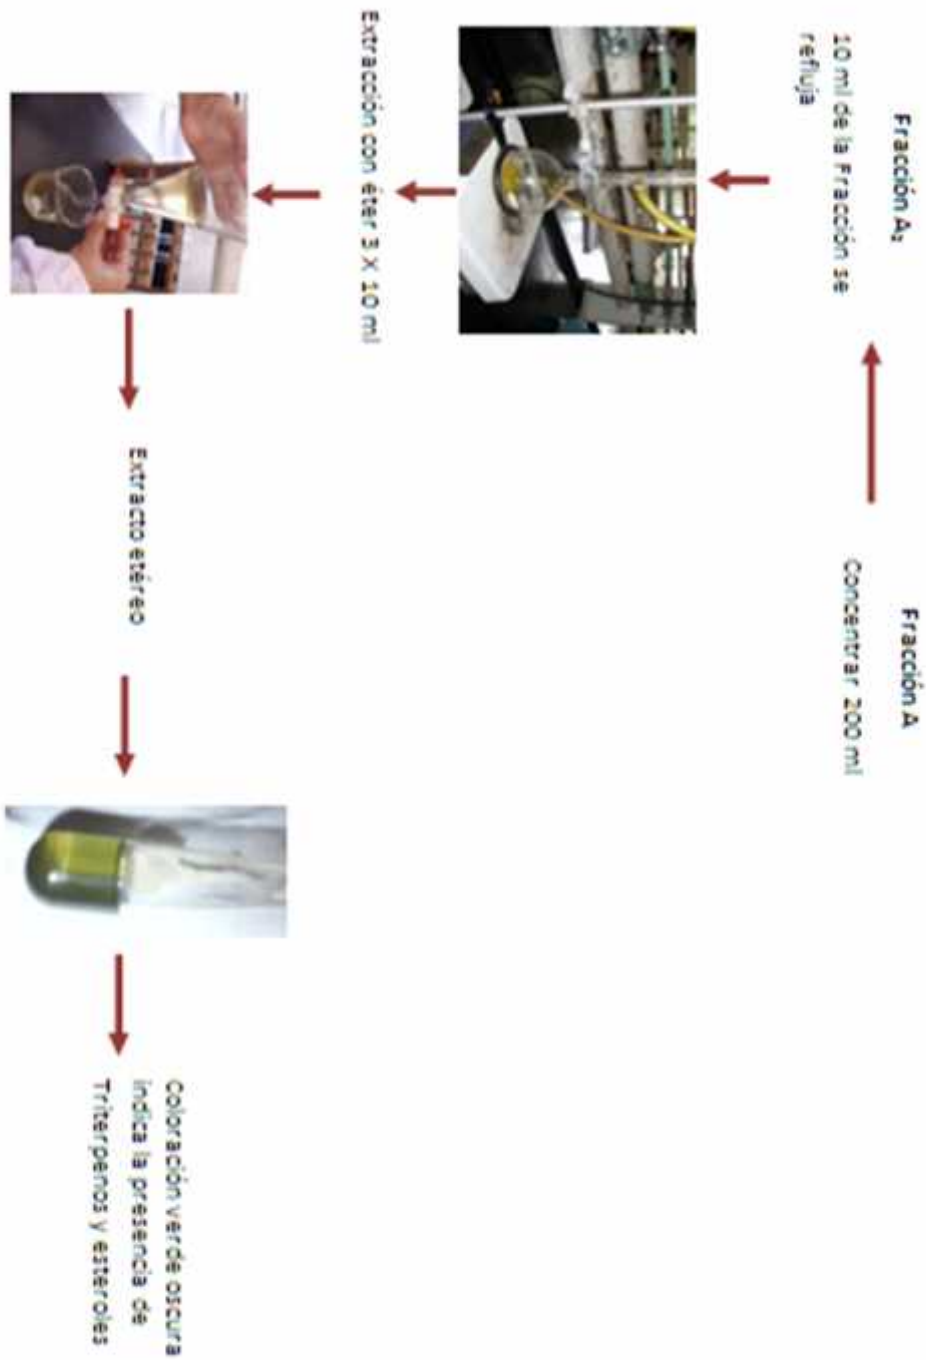 Fracción A
Concentrar 200 ml
Fracción A₂
10 ml de la Fracción se
refluja
Extracción con éter 3 X 10 ml
Extracto etéreo
Coloración verde oscura
indica la presencia de
Triterpenos y esteroles